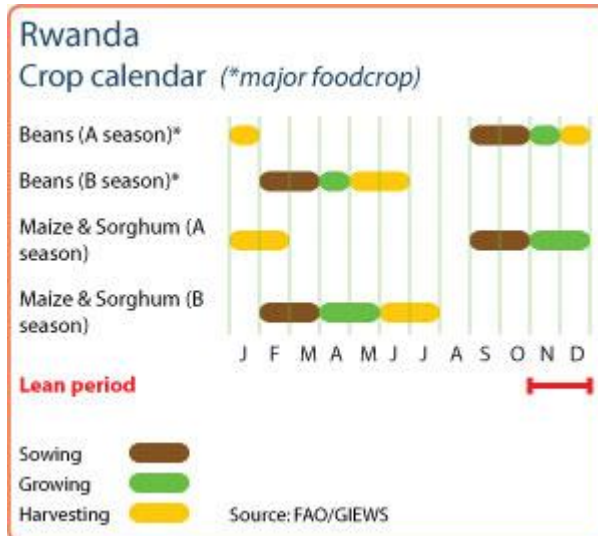 Rwanda
Crop calendar (*major foodcrop)
Beans (A season)*
Beans (B season)*
Maize & Sorghum (A
season)
Maize & Sorghum (B
season)
J F M A M J J A S O N D
Lean period
Sowing
Growing
Harvesting Source: FAO/GIEWS